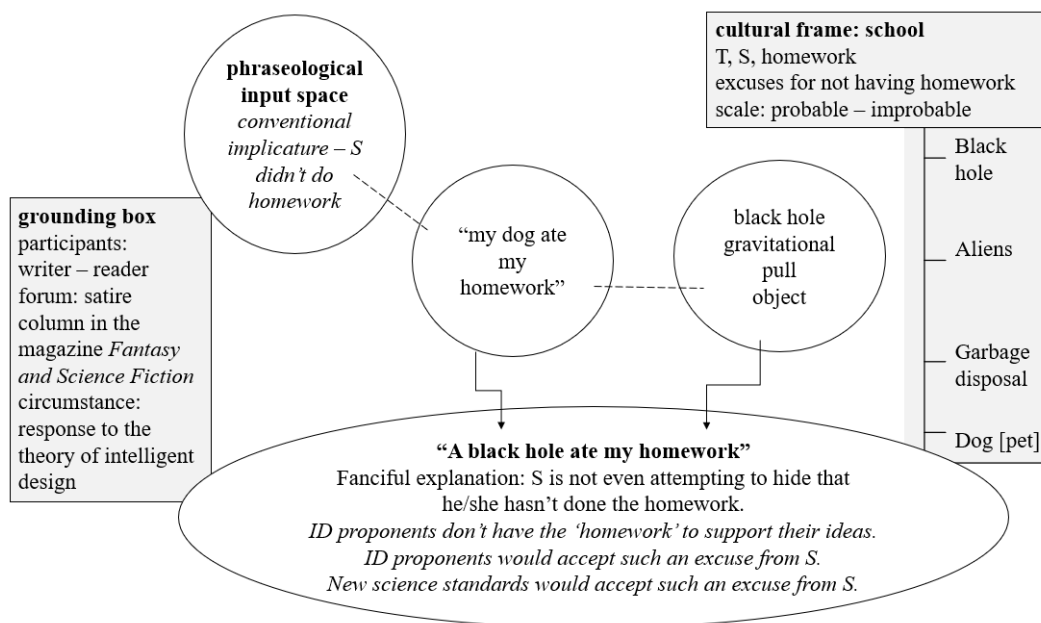 phraseological
input space
conventional
implicature – S
didn’t do
homework
cultural frame: school
T, S, homework
excuses for not having homework
scale: probable – improbable
Black
hole
Aliens
Garbage
disposal
Dog [pet]
grounding box
participants:
writer – reader
forum: satire
column in the
magazine Fantasy
and Science Fiction
circumstance:
response to the
theory of intelligent
design
“my dog ate
my
homework”
black hole
gravitational
pull
object
“A black hole ate my homework”
Fanciful explanation: S is not even attempting to hide that
he/she hasn’t done the homework.
ID proponents don’t have the ‘homework’ to support their ideas.
ID proponents would accept such an excuse from S.
New science standards would accept such an excuse from S.